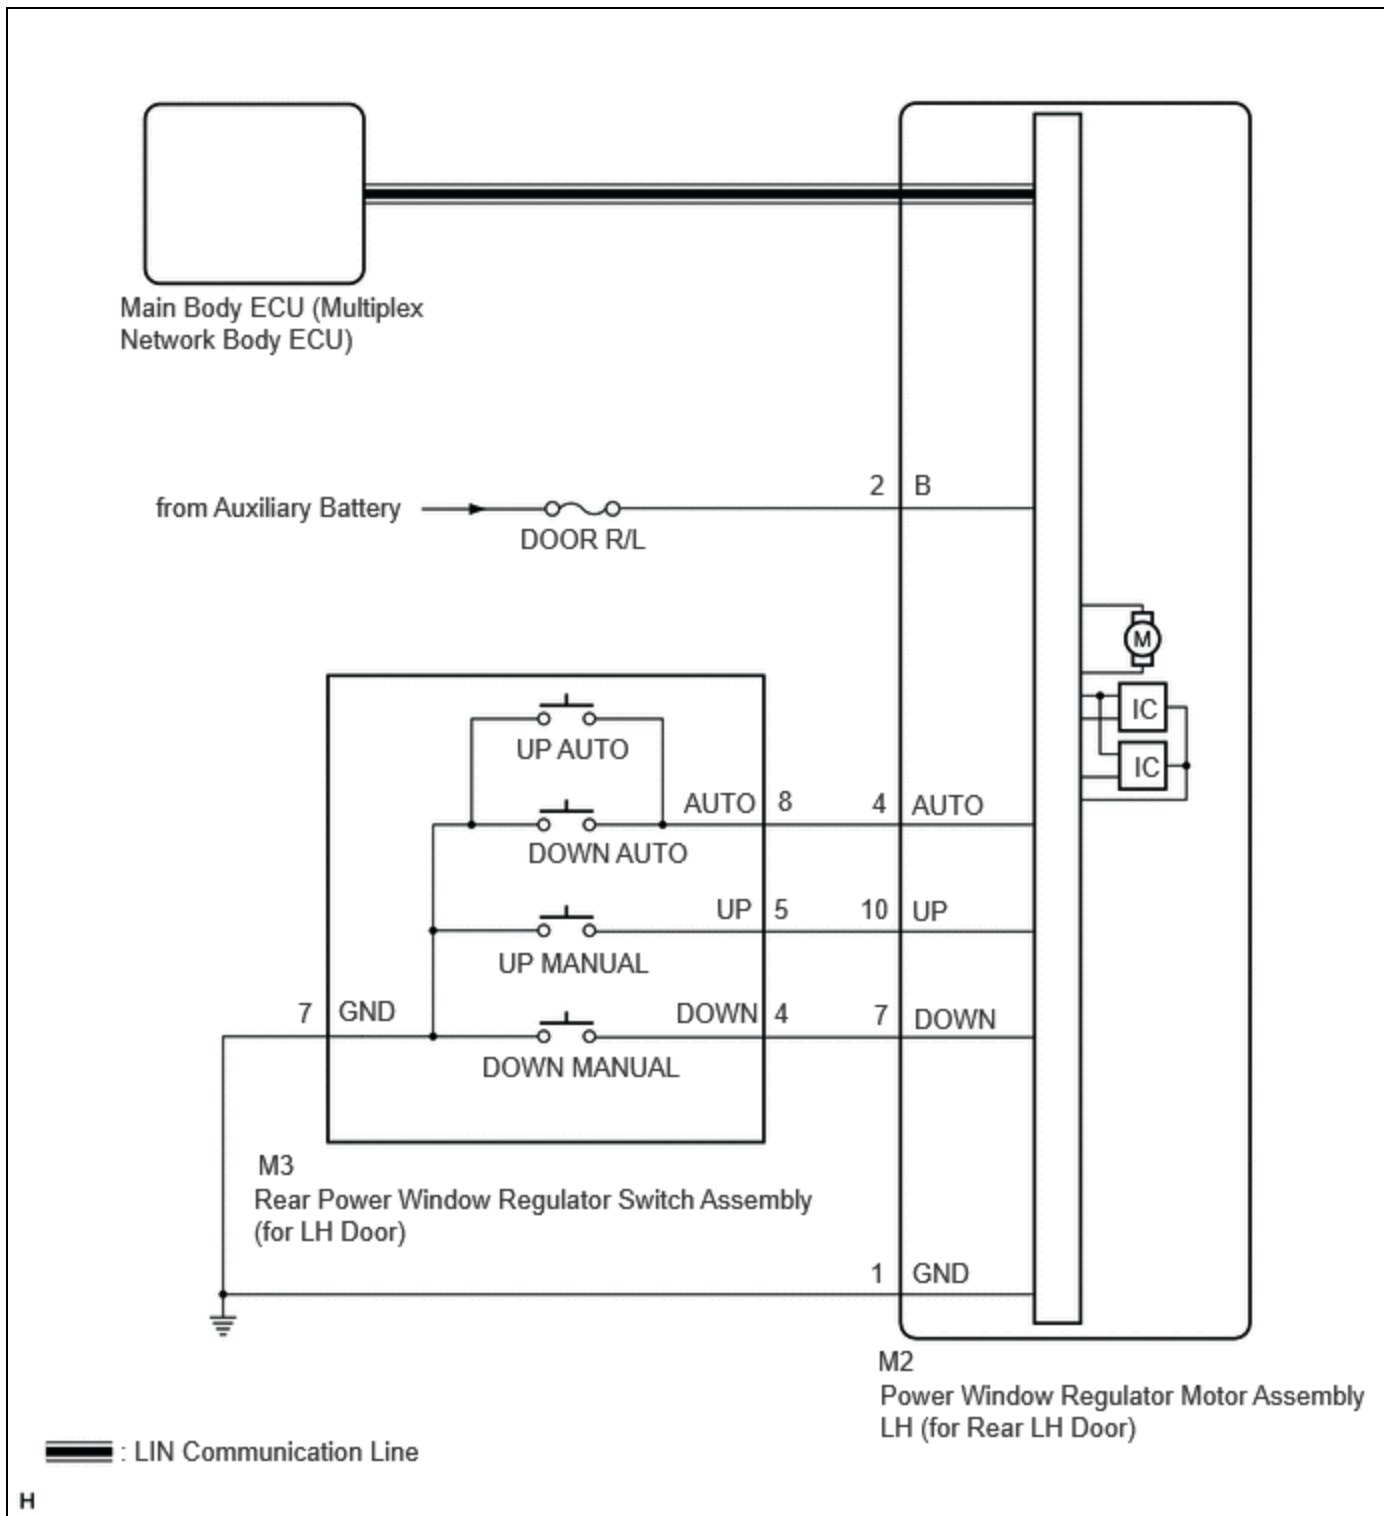 Main Body ECU (Multiplex
Network Body ECU)
2 B
from Auxiliary Battery
DOOR R/L
M
IC
IC
UP AUTO
AUTO 8 4 AUTO
DOWN AUTO
UP 5 10 UP
UP MANUAL
7 GND DOWN 4 7 DOWN
DOWN MANUAL
M3
Rear Power Window Regulator Switch Assembly
(for LH Door)
1 GND
M2
Power Window Regulator Motor Assembly
LH (for Rear LH Door)
: LIN Communication Line
H